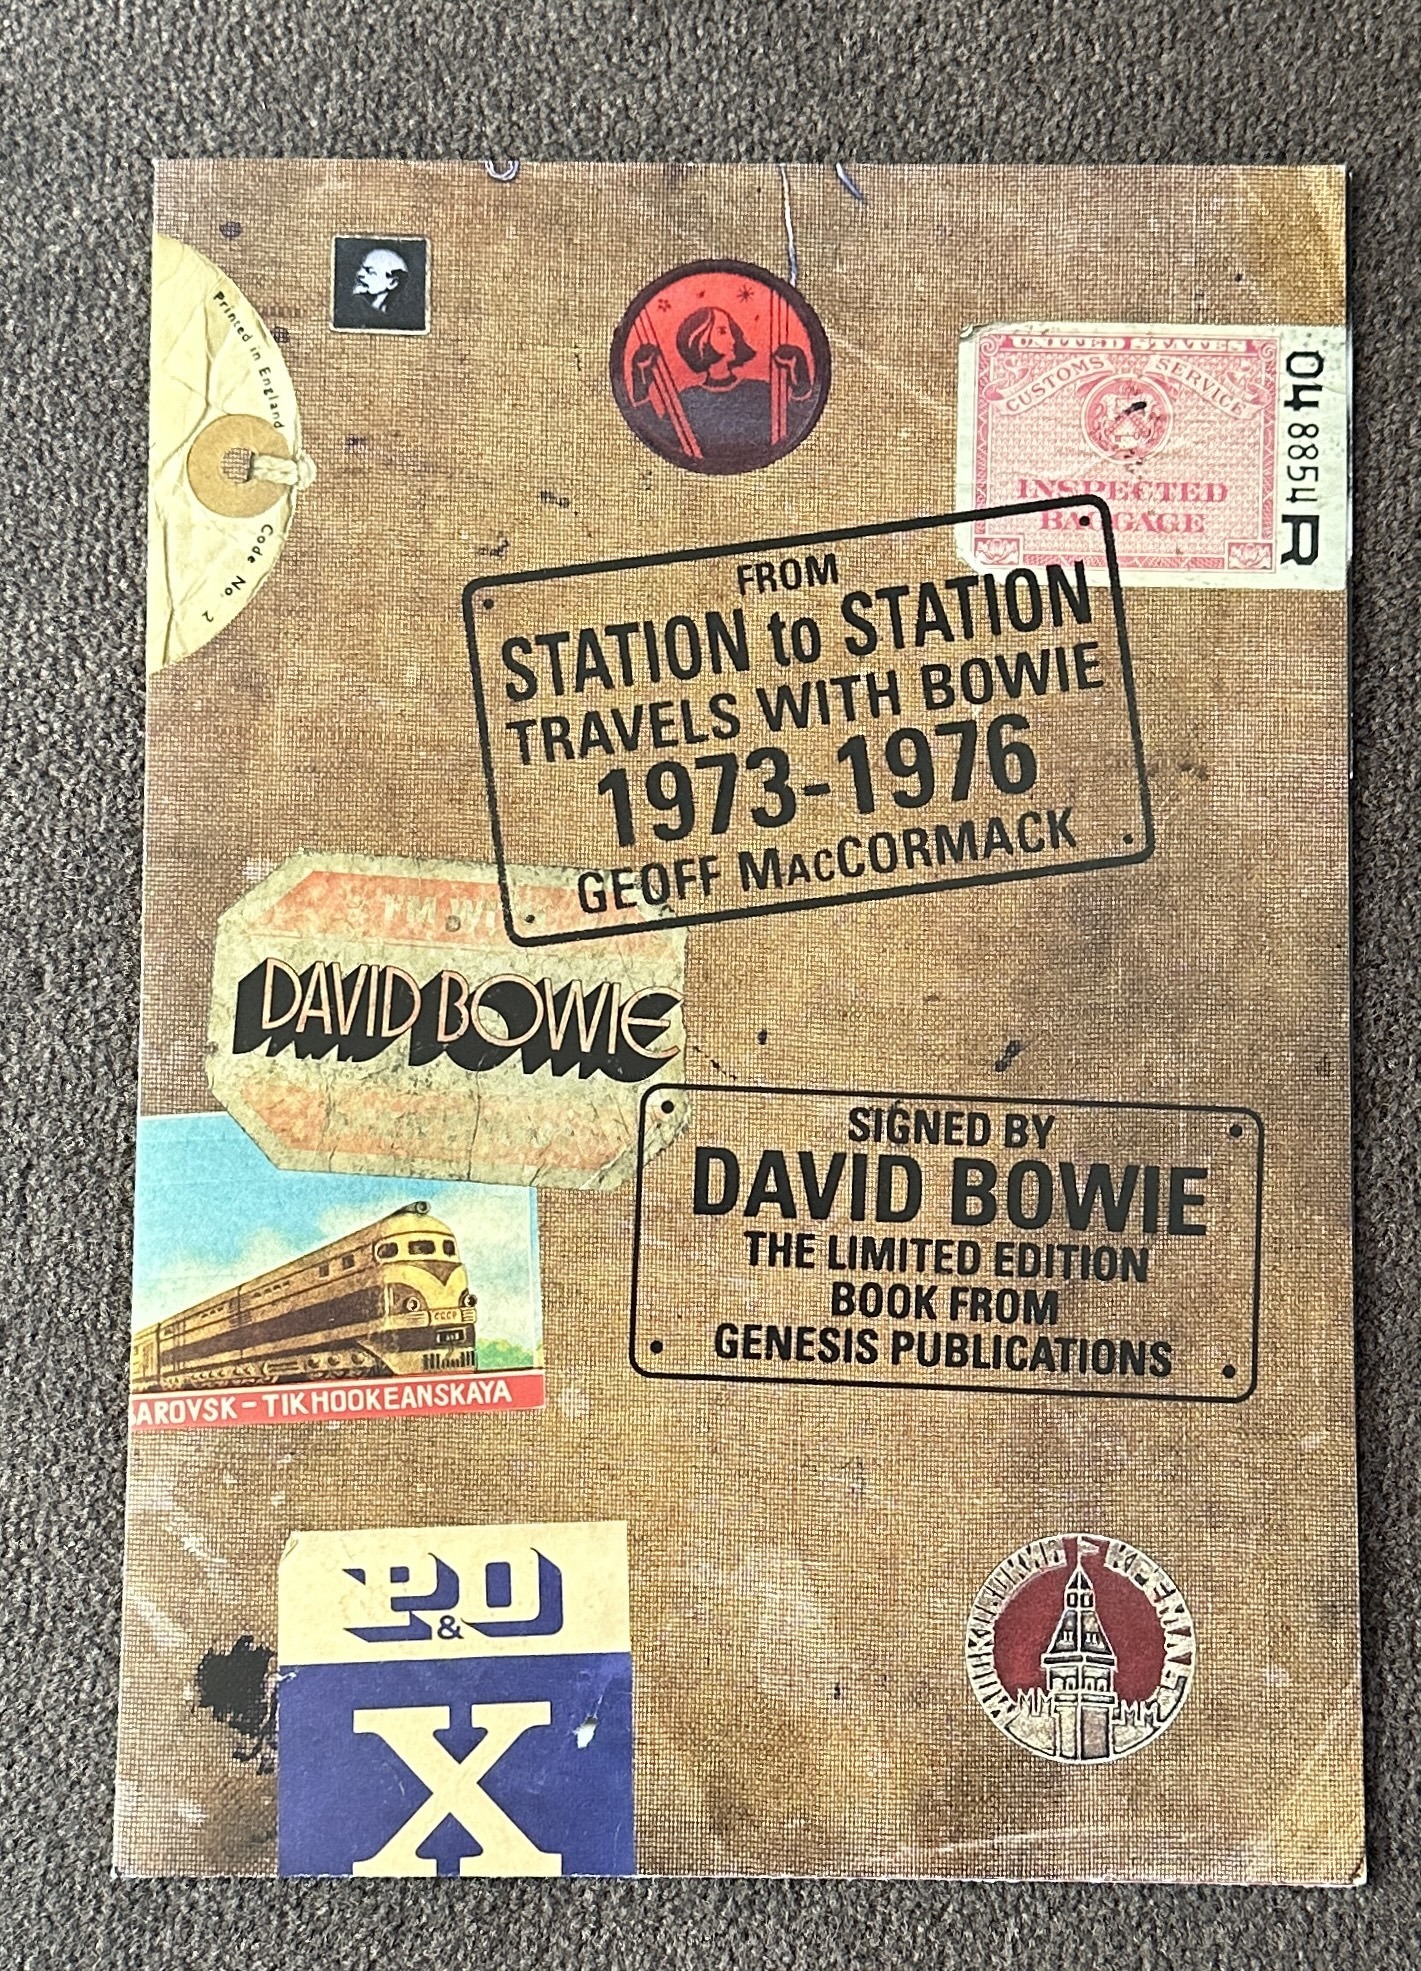 Printed in England
Code No. 2
UNITED STATES
CUSTOMS SERVICE
INSPECTED
BAGGAGE
048854R
FROM
STATION to STATION
TRAVELS WITH BOWIE
1973-1976
GEOFF MACCORMACK
I'M WITH
DAVID BOWIE
SIGNED BY
DAVID BOWIE
THE LIMITED EDITION
BOOK FROM
GENESIS PUBLICATIONS
CCCP
AROVSK - TIKHOOKEANSKAYA
P&O
X